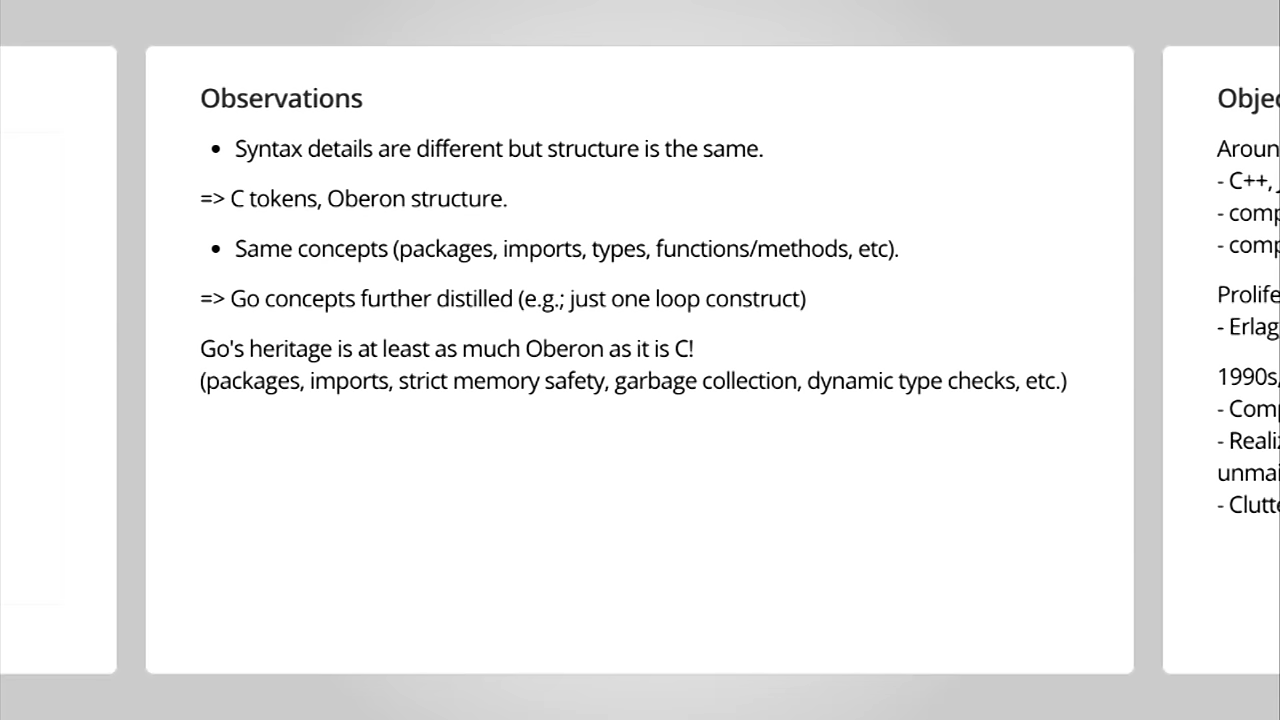 Observations
• Syntax details are different but structure is the same.
=> C tokens, Oberon structure.
• Same concepts (packages, imports, types, functions/methods, etc).
=> Go concepts further distilled (e.g.; just one loop construct)
Go's heritage is at least as much Oberon as it is C!
(packages, imports, strict memory safety, garbage collection, dynamic type checks, etc.)
- C++,